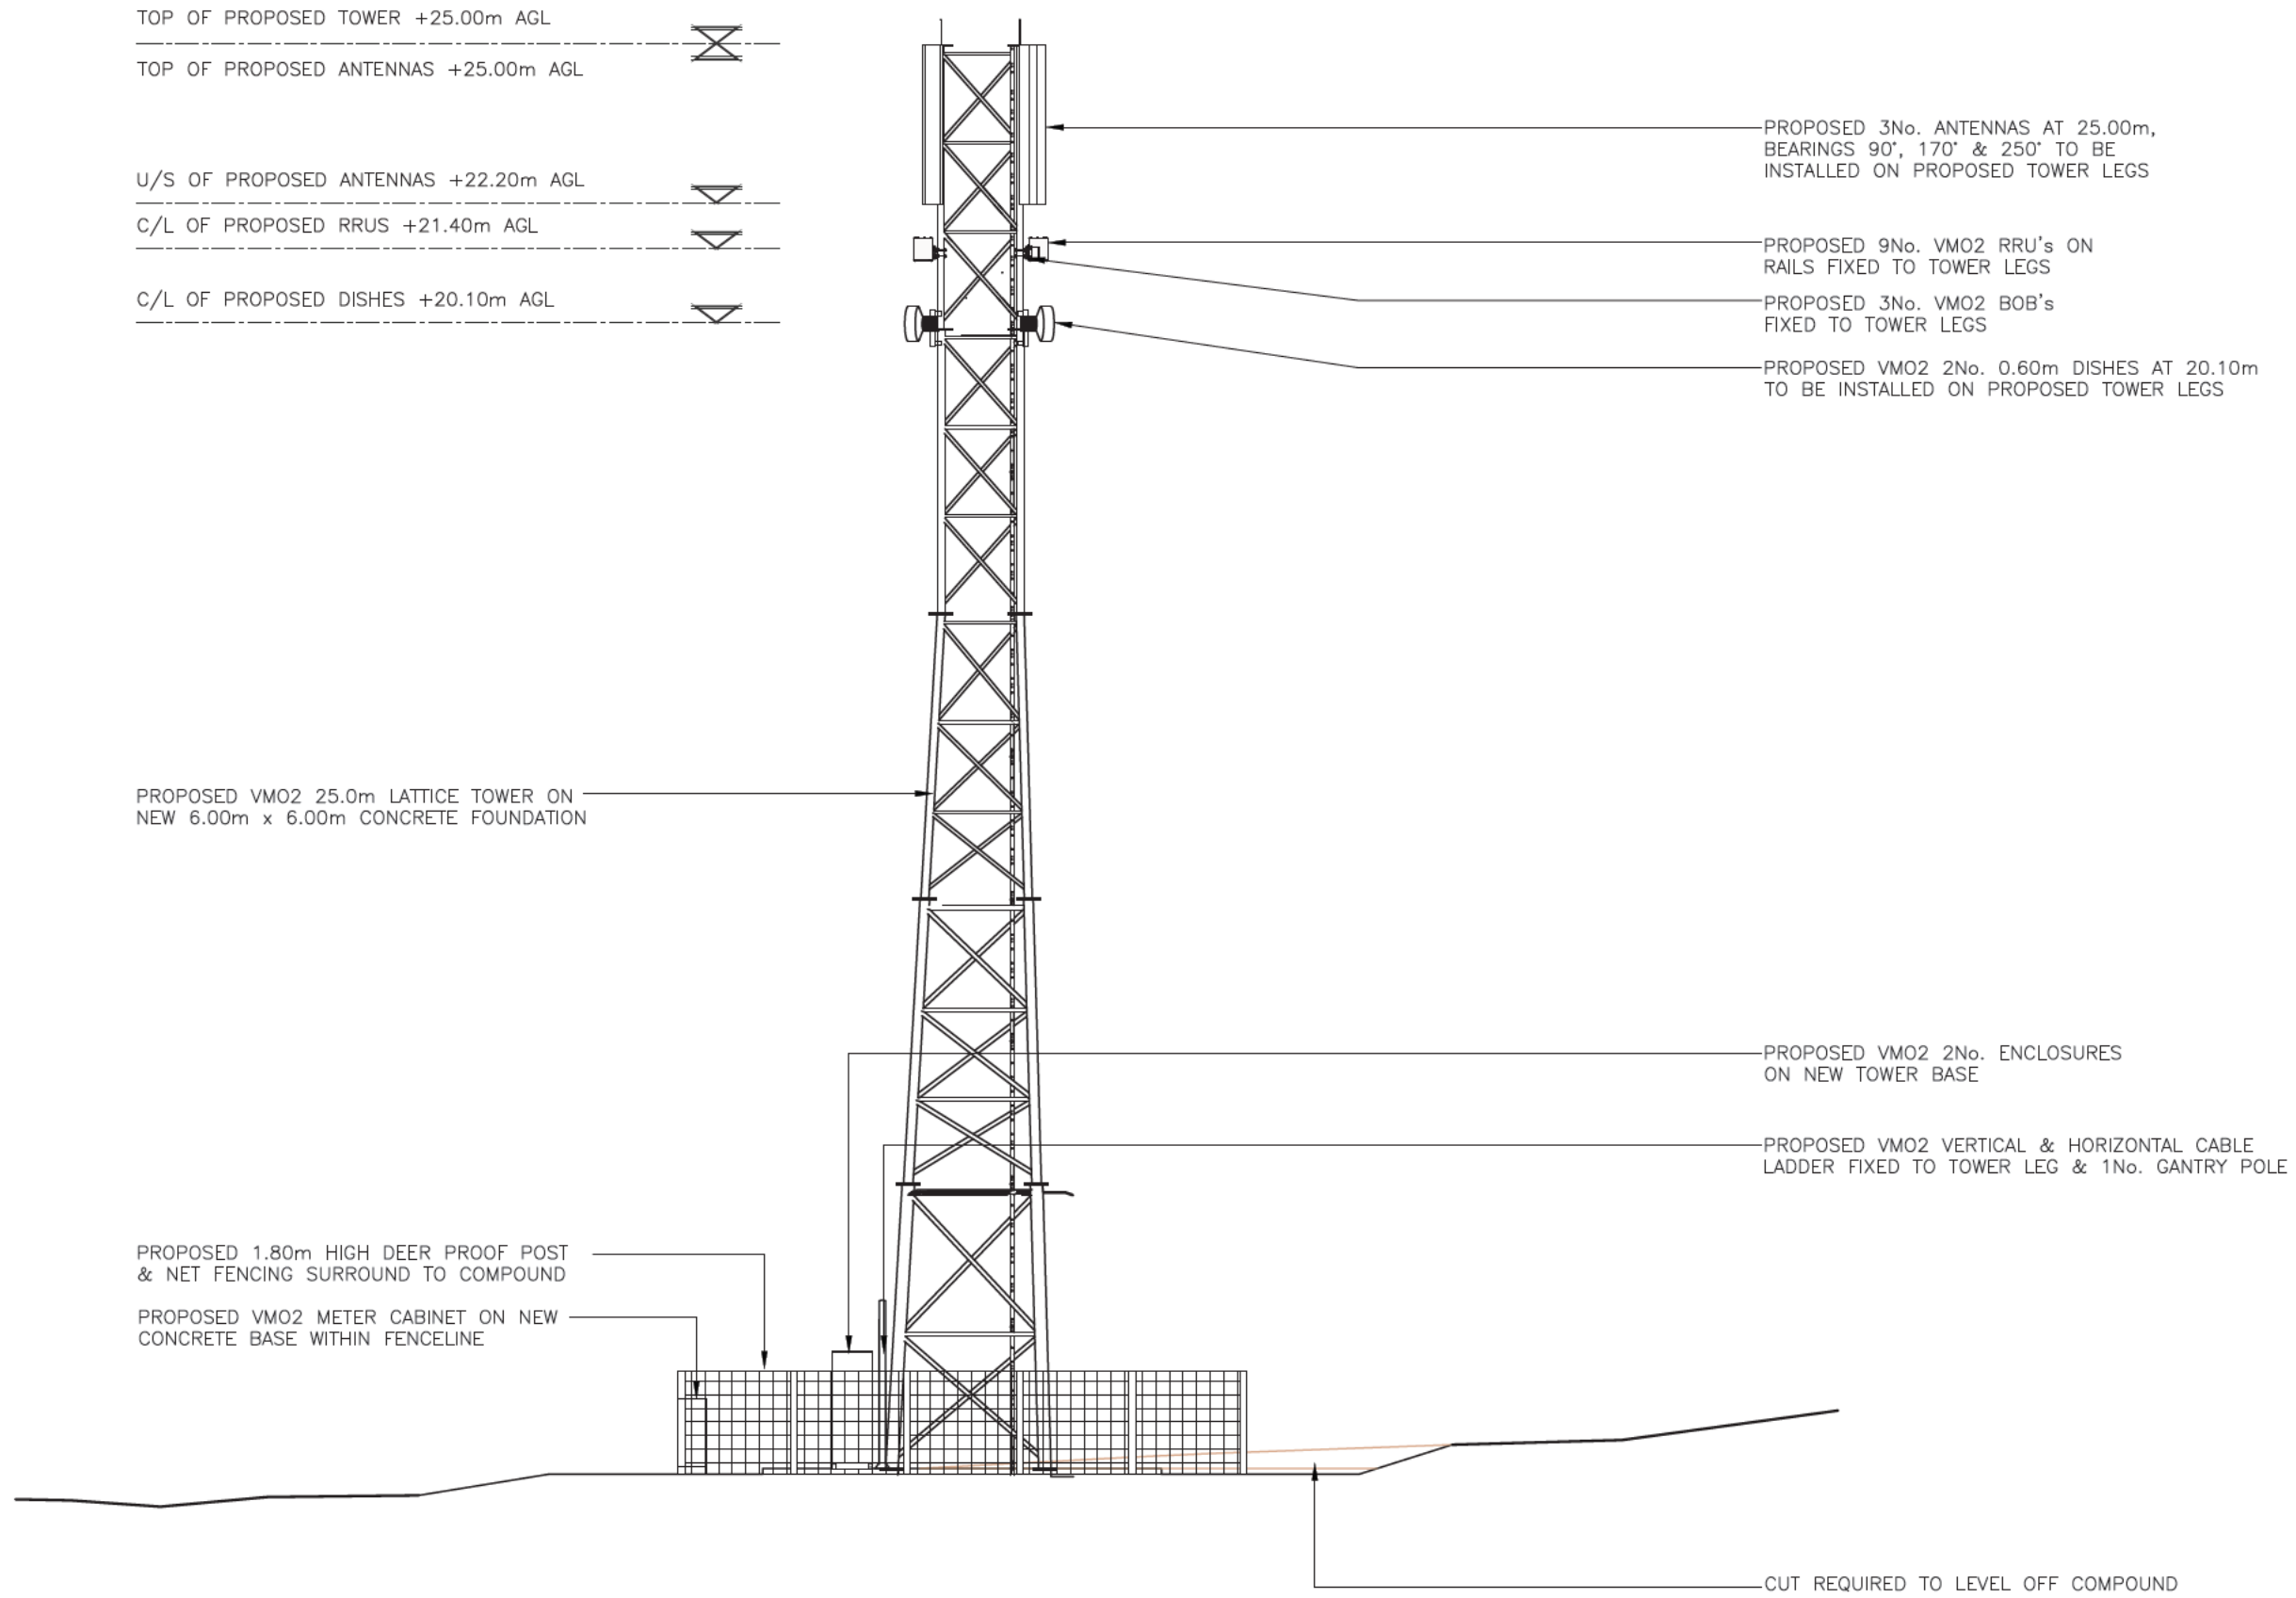 TOP OF PROPOSED TOWER +25.00m AGL
TOP OF PROPOSED ANTENNAS +25.00m AGL
U/S OF PROPOSED ANTENNAS +22.20m AGL
C/L OF PROPOSED RRUS +21.40m AGL
C/L OF PROPOSED DISHES +20.10m AGL
PROPOSED 3No. ANTENNAS AT 25.00m,
BEARINGS 90°, 170° & 250° TO BE
INSTALLED ON PROPOSED TOWER LEGS
PROPOSED 9No. VMO2 RRU's ON
RAILS FIXED TO TOWER LEGS
PROPOSED 3No. VMO2 BOB's
FIXED TO TOWER LEGS
PROPOSED VMO2 2No. 0.60m DISHES AT 20.10m
TO BE INSTALLED ON PROPOSED TOWER LEGS
PROPOSED VMO2 25.0m LATTICE TOWER ON
NEW 6.00m x 6.00m CONCRETE FOUNDATION
PROPOSED VMO2 2No. ENCLOSURES
ON NEW TOWER BASE
PROPOSED VMO2 VERTICAL & HORIZONTAL CABLE
LADDER FIXED TO TOWER LEG & 1No. GANTRY POLE
PROPOSED 1.80m HIGH DEER PROOF POST
& NET FENCING SURROUND TO COMPOUND
PROPOSED VMO2 METER CABINET ON NEW
CONCRETE BASE WITHIN FENCELINE
CUT REQUIRED TO LEVEL OFF COMPOUND